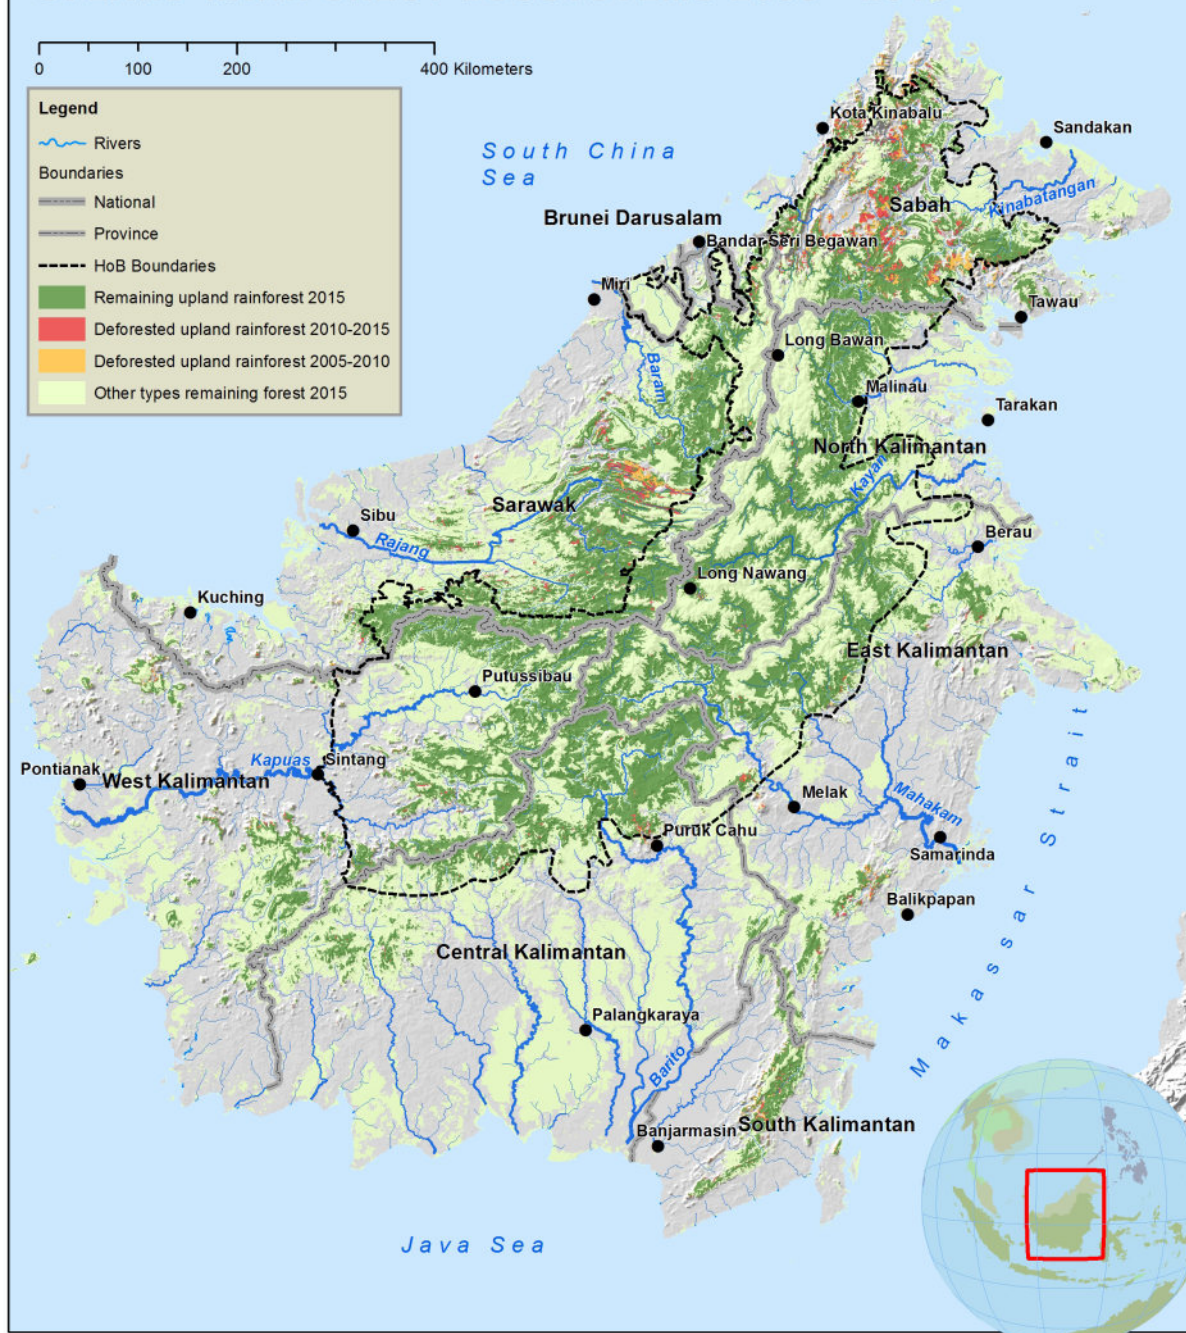 0 100 200 400 Kilometers
Legend
Rivers
Boundaries
National
Province
HoB Boundaries
Remaining upland rainforest 2015
Deforested upland rainforest 2010-2015
Deforested upland rainforest 2005-2010
Other types remaining forest 2015
South China
Sea
Kota Kinabalu
Sandakan
Kinabatangan
Sabah
Brunei Darusalam
Bandar Seri Begawan
Miri
Tawau
Long Bawan
Baram
Malinau
Tarakan
North Kalimantan
Kayan
Sarawak
Sibu
Rajang
Berau
Long Nawang
Kuching
East Kalimantan
Putussibau
Kapuas
Sintang
Pontianak
West Kalimantan
Melak
Mahakam
Makassar Strait
Puruk Cahu
Samarinda
Balikpapan
Central Kalimantan
Palangkaraya
Barito
Banjarmasin
South Kalimantan
Java Sea